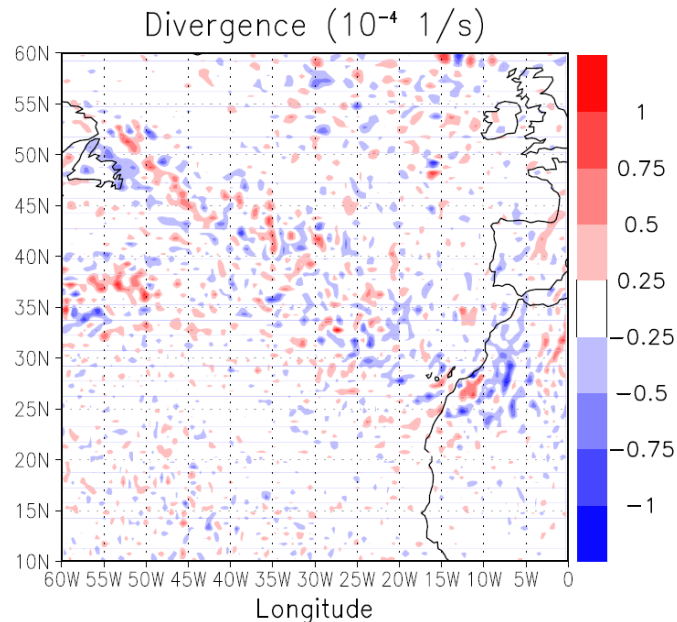 Divergence (10⁻⁴ 1/s)
60N
55N
50N
45N
40N
35N
30N
25N
20N
15N
10N
60W 55W 50W 45W 40W 35W 30W 25W 20W 15W 10W 5W 0
Longitude
1
0.75
0.5
0.25
−0.25
−0.5
−0.75
−1